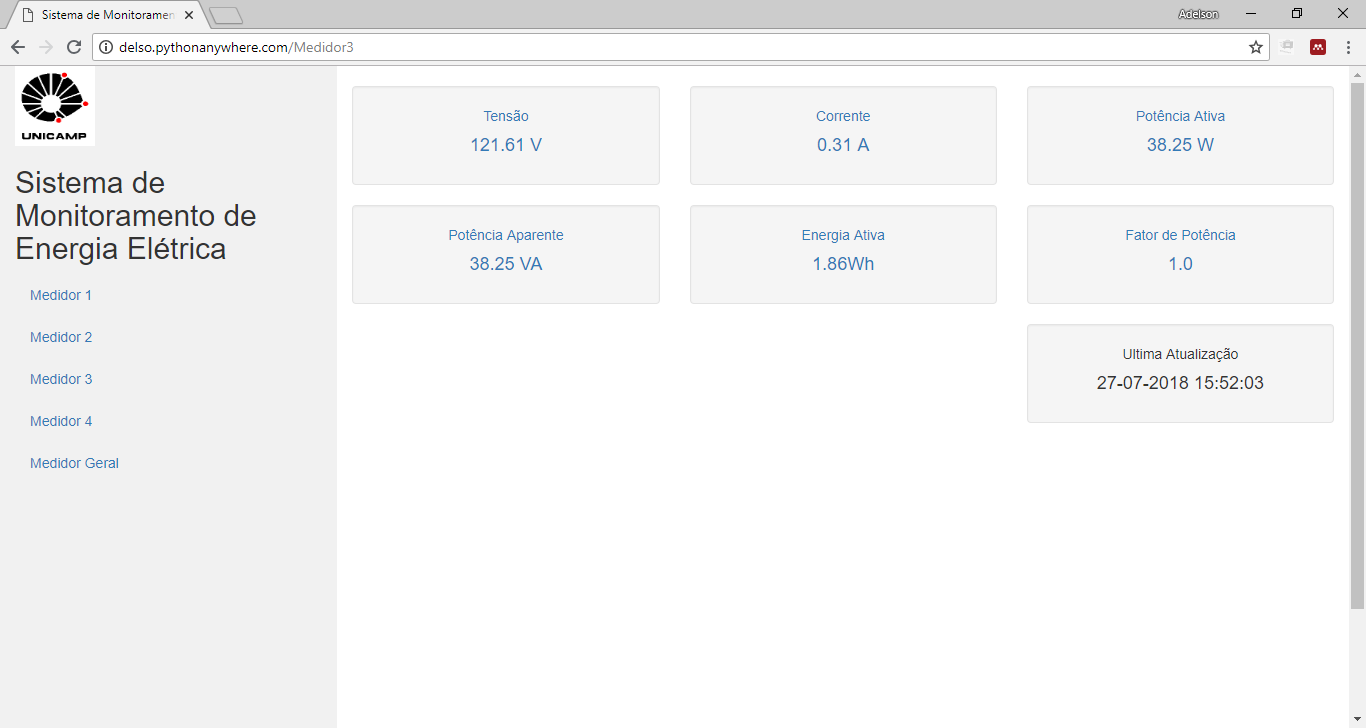 Sistema de Monitoramen
Adelson
delso.pythonanywhere.com/Medidor3
UNICAMP
Sistema de
Monitoramento de
Energia Elétrica
Medidor 1
Medidor 2
Medidor 3
Medidor 4
Medidor Geral
Tensão
121.61 V
Corrente
0.31 A
Potência Ativa
38.25 W
Potência Aparente
38.25 VA
Energia Ativa
1.86Wh
Fator de Potência
1.0
Ultima Atualização
27-07-2018 15:52:03